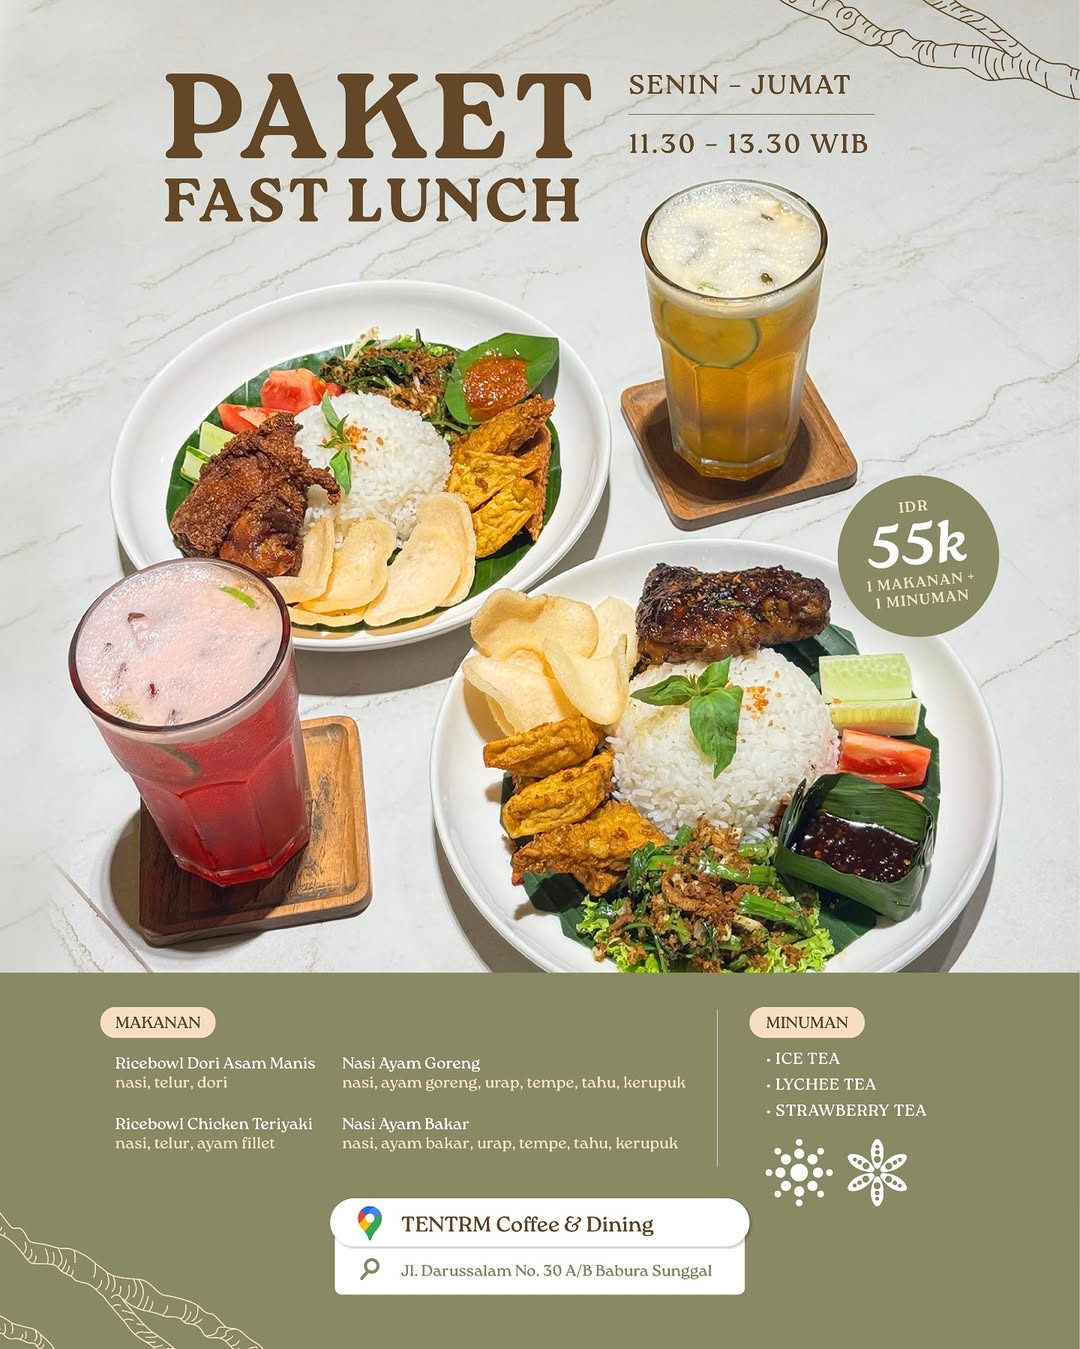 PAKET
FAST LUNCH
SENIN – JUMAT
11.30 – 13.30 WIB
IDR
55k
1 MAKANAN +
1 MINUMAN
MAKANAN
Ricebowl Dori Asam Manis
nasi, telur, dori
Ricebowl Chicken Teriyaki
nasi, telur, ayam fillet
Nasi Ayam Goreng
nasi, ayam goreng, urap, tempe, tahu, kerupuk
Nasi Ayam Bakar
nasi, ayam bakar, urap, tempe, tahu, kerupuk
MINUMAN
• ICE TEA
• LYCHEE TEA
• STRAWBERRY TEA
TENTRM Coffee & Dining
Jl. Darussalam No. 30 A/B Babura Sunggal